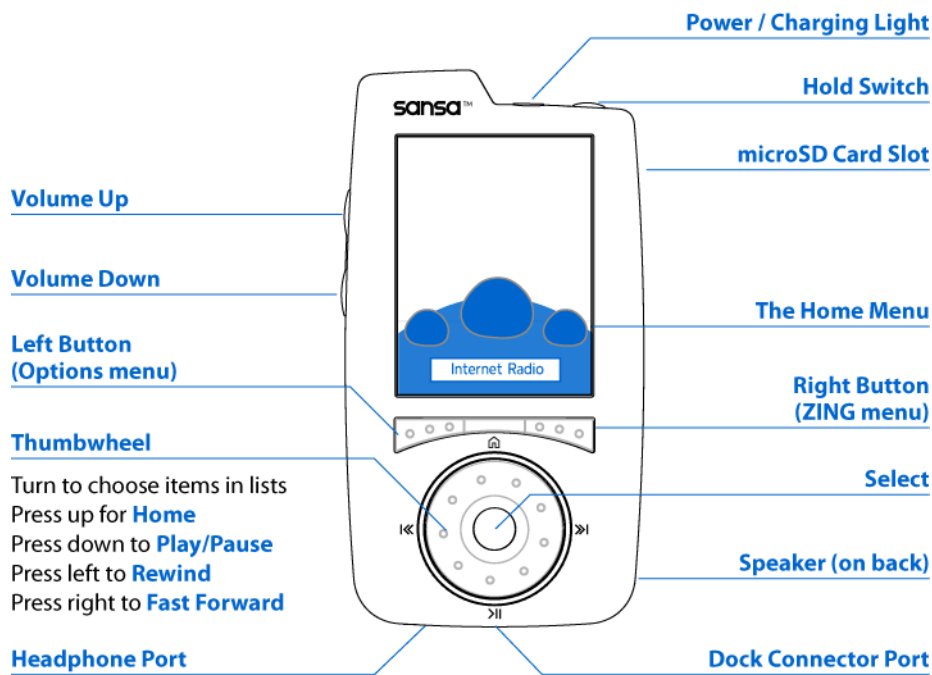 Power / Charging Light
Hold Switch
sansa™
microSD Card Slot
Volume Up
Volume Down
The Home Menu
Left Button
(Options menu)
Internet Radio
Right Button
(ZING menu)
Thumbwheel
Turn to choose items in lists
Press up for Home
Press down to Play/Pause
Press left to Rewind
Press right to Fast Forward
Select
Speaker (on back)
Headphone Port
Dock Connector Port